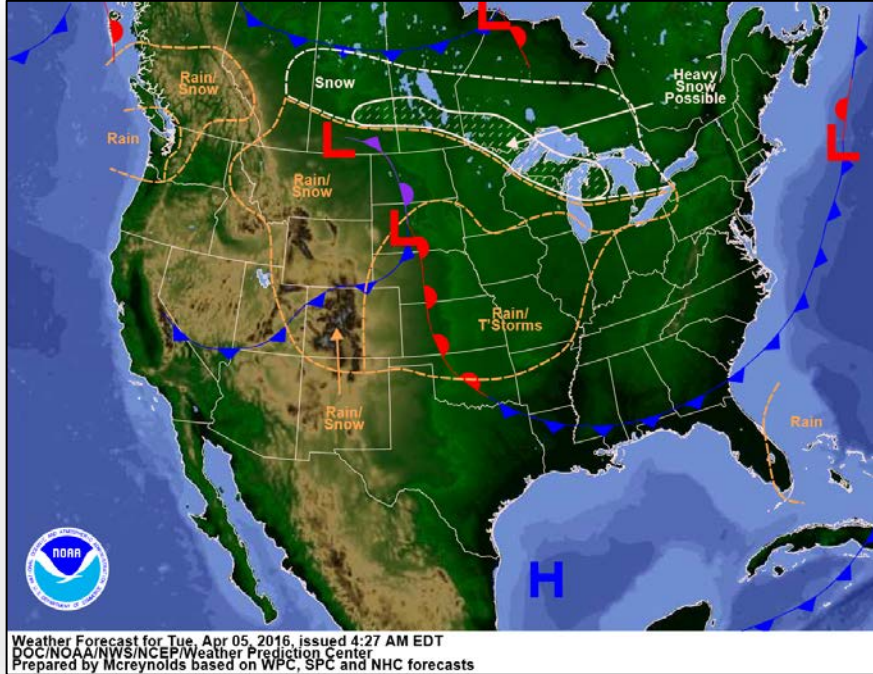 L
L
L
L
Rain/
Snow
Snow
Heavy
Snow
Possible
Rain
Rain/
Snow
Rain/
T'Storms
Rain/
Snow
Rain
H
NOAA
Weather Forecast for Tue, Apr 05, 2016, issued 4:27 AM EDT
DOC/NOAA/NWS/NCEP/Weather Prediction Center
Prepared by Mcreynolds based on WPC, SPC and NHC forecasts